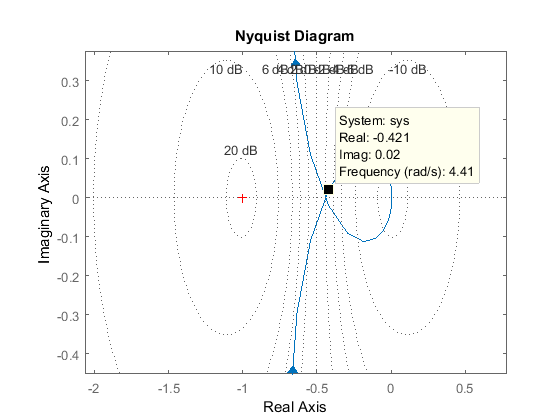 Nyquist Diagram
10 dB
-10 dB
20 dB
System: sys
Real: -0.421
Imag: 0.02
Frequency (rad/s): 4.41
0.3
0.2
0.1
0
-0.1
-0.2
-0.3
-0.4
Imaginary Axis
-2
-1.5
-1
-0.5
0
0.5
Real Axis